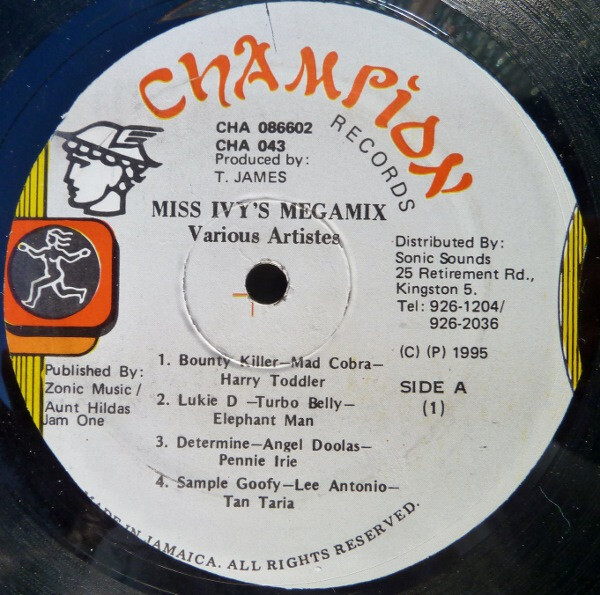 CHAMPION
RECORDS
CHA 086602
CHA 043
Produced by:
T. JAMES
MISS IVY'S MEGAMIX
Various Artistes
Distributed By:
Sonic Sounds
25 Retirement Rd.,
Kingston 5.
Tel: 926-1204/
926-2036
(C) (P) 1995
SIDE A
(1)
Published By:
Zonic Music/
Aunt Hildas
Jam One
1. Bounty Killer—Mad Cobra—
Harry Toddler
2. Lukie D —Turbo Belly—
Elephant Man
3. Determine—Angel Doolas—
Pennie Irie
4. Sample Goofy—Lee Antonio—
Tan Taria
MADE IN JAMAICA. ALL RIGHTS RESERVED.